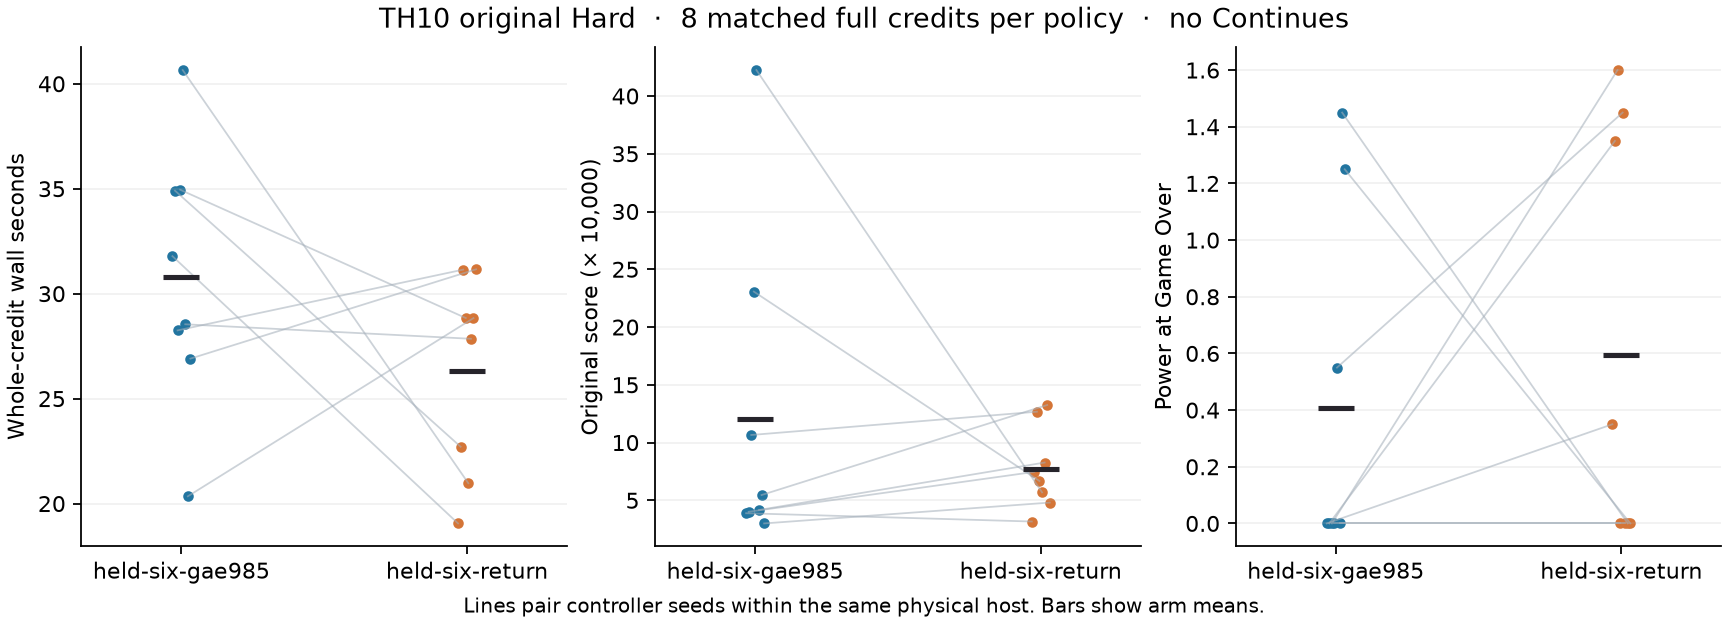 TH10 original Hard · 8 matched full credits per policy · no Continues
Whole-credit wall seconds
40
35
30
25
20
held-six-gae985
held-six-return
Original score (× 10,000)
40
35
30
25
20
15
10
5
held-six-gae985
held-six-return
Power at Game Over
1.6
1.4
1.2
1.0
0.8
0.6
0.4
0.2
0.0
held-six-gae985
held-six-return
Lines pair controller seeds within the same physical host. Bars show arm means.